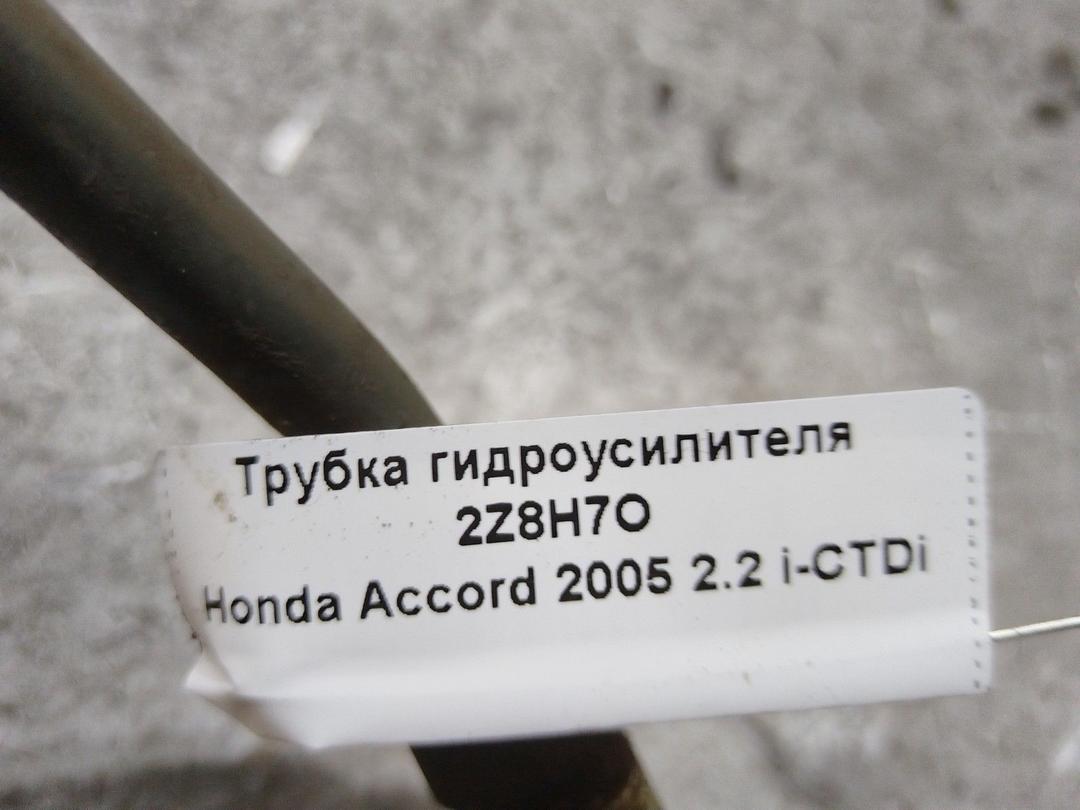 Трубка гидроусилителя
2Z8H7O
Honda Accord 2005 2.2 i-CTDi